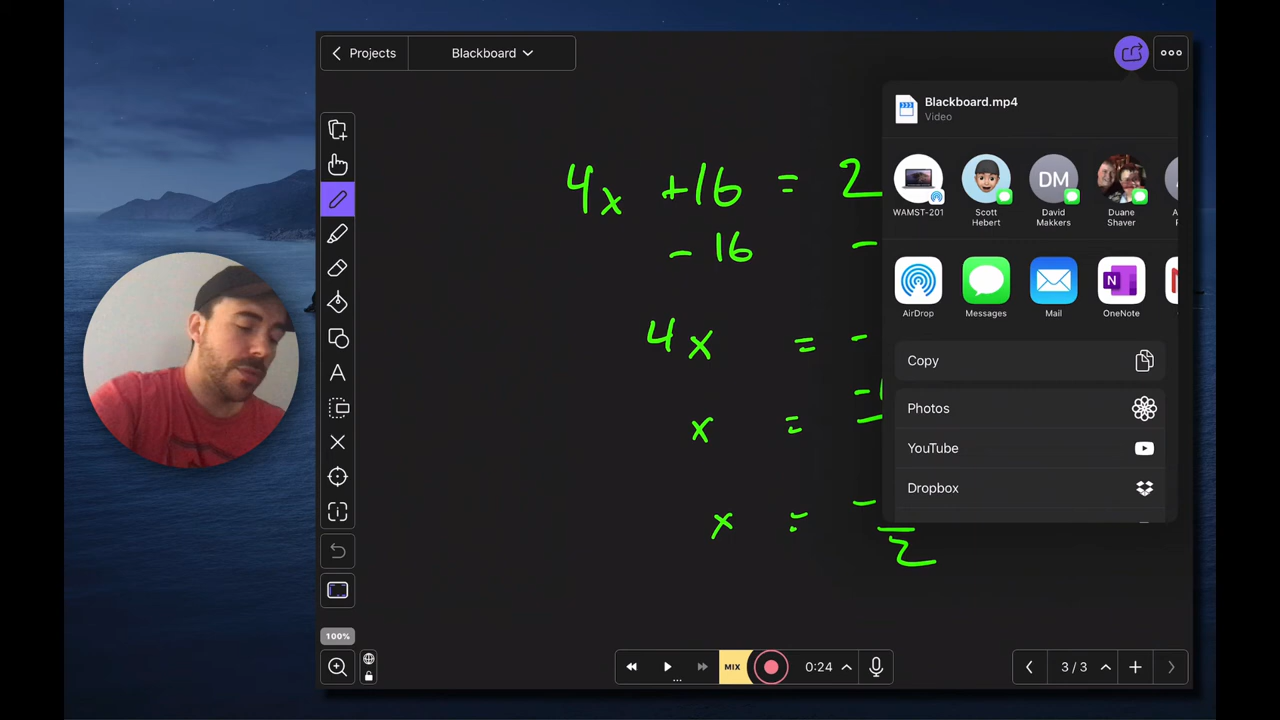 Projects
Blackboard
Blackboard.mp4
Video
4x +16 = 2
- 16 -
4x = -
x = -1
x = -
2
WAMST-201
Scott
Hebert
DM
David
Makkers
Duane
Shaver
N
AirDrop
Messages
Mail
OneNote
Copy
Photos
YouTube
Dropbox
A
100%
MIX
0:24
3 / 3